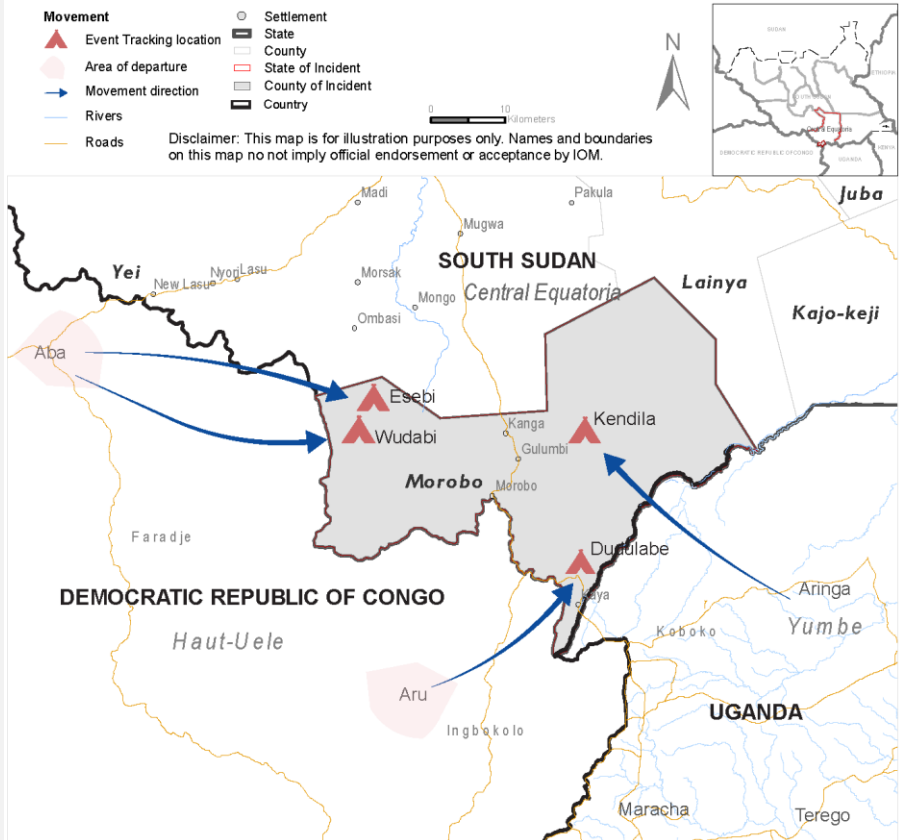 Movement
Event Tracking location
Area of departure
Movement direction
Rivers
Roads
Settlement
State
County
State of Incident
County of Incident
Country
N
0 10
Kilometers
Disclaimer: This map is for illustration purposes only. Names and boundaries
on this map no not imply official endorsement or acceptance by IOM.
SUDAN
ETHIOPIA
SOUTH SUDAN
Central Equatoria
DEMOCRATIC REPUBLIC OF CONGO
UGANDA
KENYA
Madi
Pakula
Juba
Mugwa
SOUTH SUDAN
Yei
Nyori
Lasu
New Lasu
Morsak
Central Equatoria
Lainya
Mongo
Kajo-keji
Ombasi
Aba
Esebi
Wudabi
Kanga
Kendila
Gulumbi
Morobo
Morobo
Faradje
Dudulabe
Kaya
Aringa
DEMOCRATIC REPUBLIC OF CONGO
Haut-Uele
Koboko
Yumbe
Aru
Ingbokolo
UGANDA
Maracha
Terego